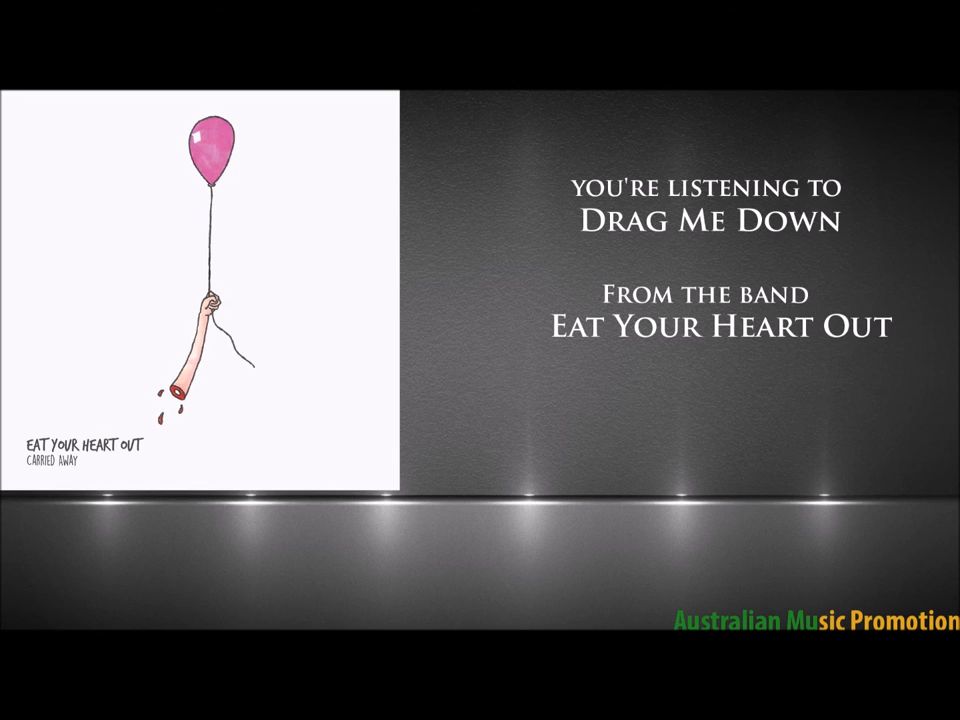 YOU'RE LISTENING TO
DRAG ME DOWN
FROM THE BAND
EAT YOUR HEART OUT
EAT YOUR HEART OUT
CARRIED AWAY
Australian Music Promotion